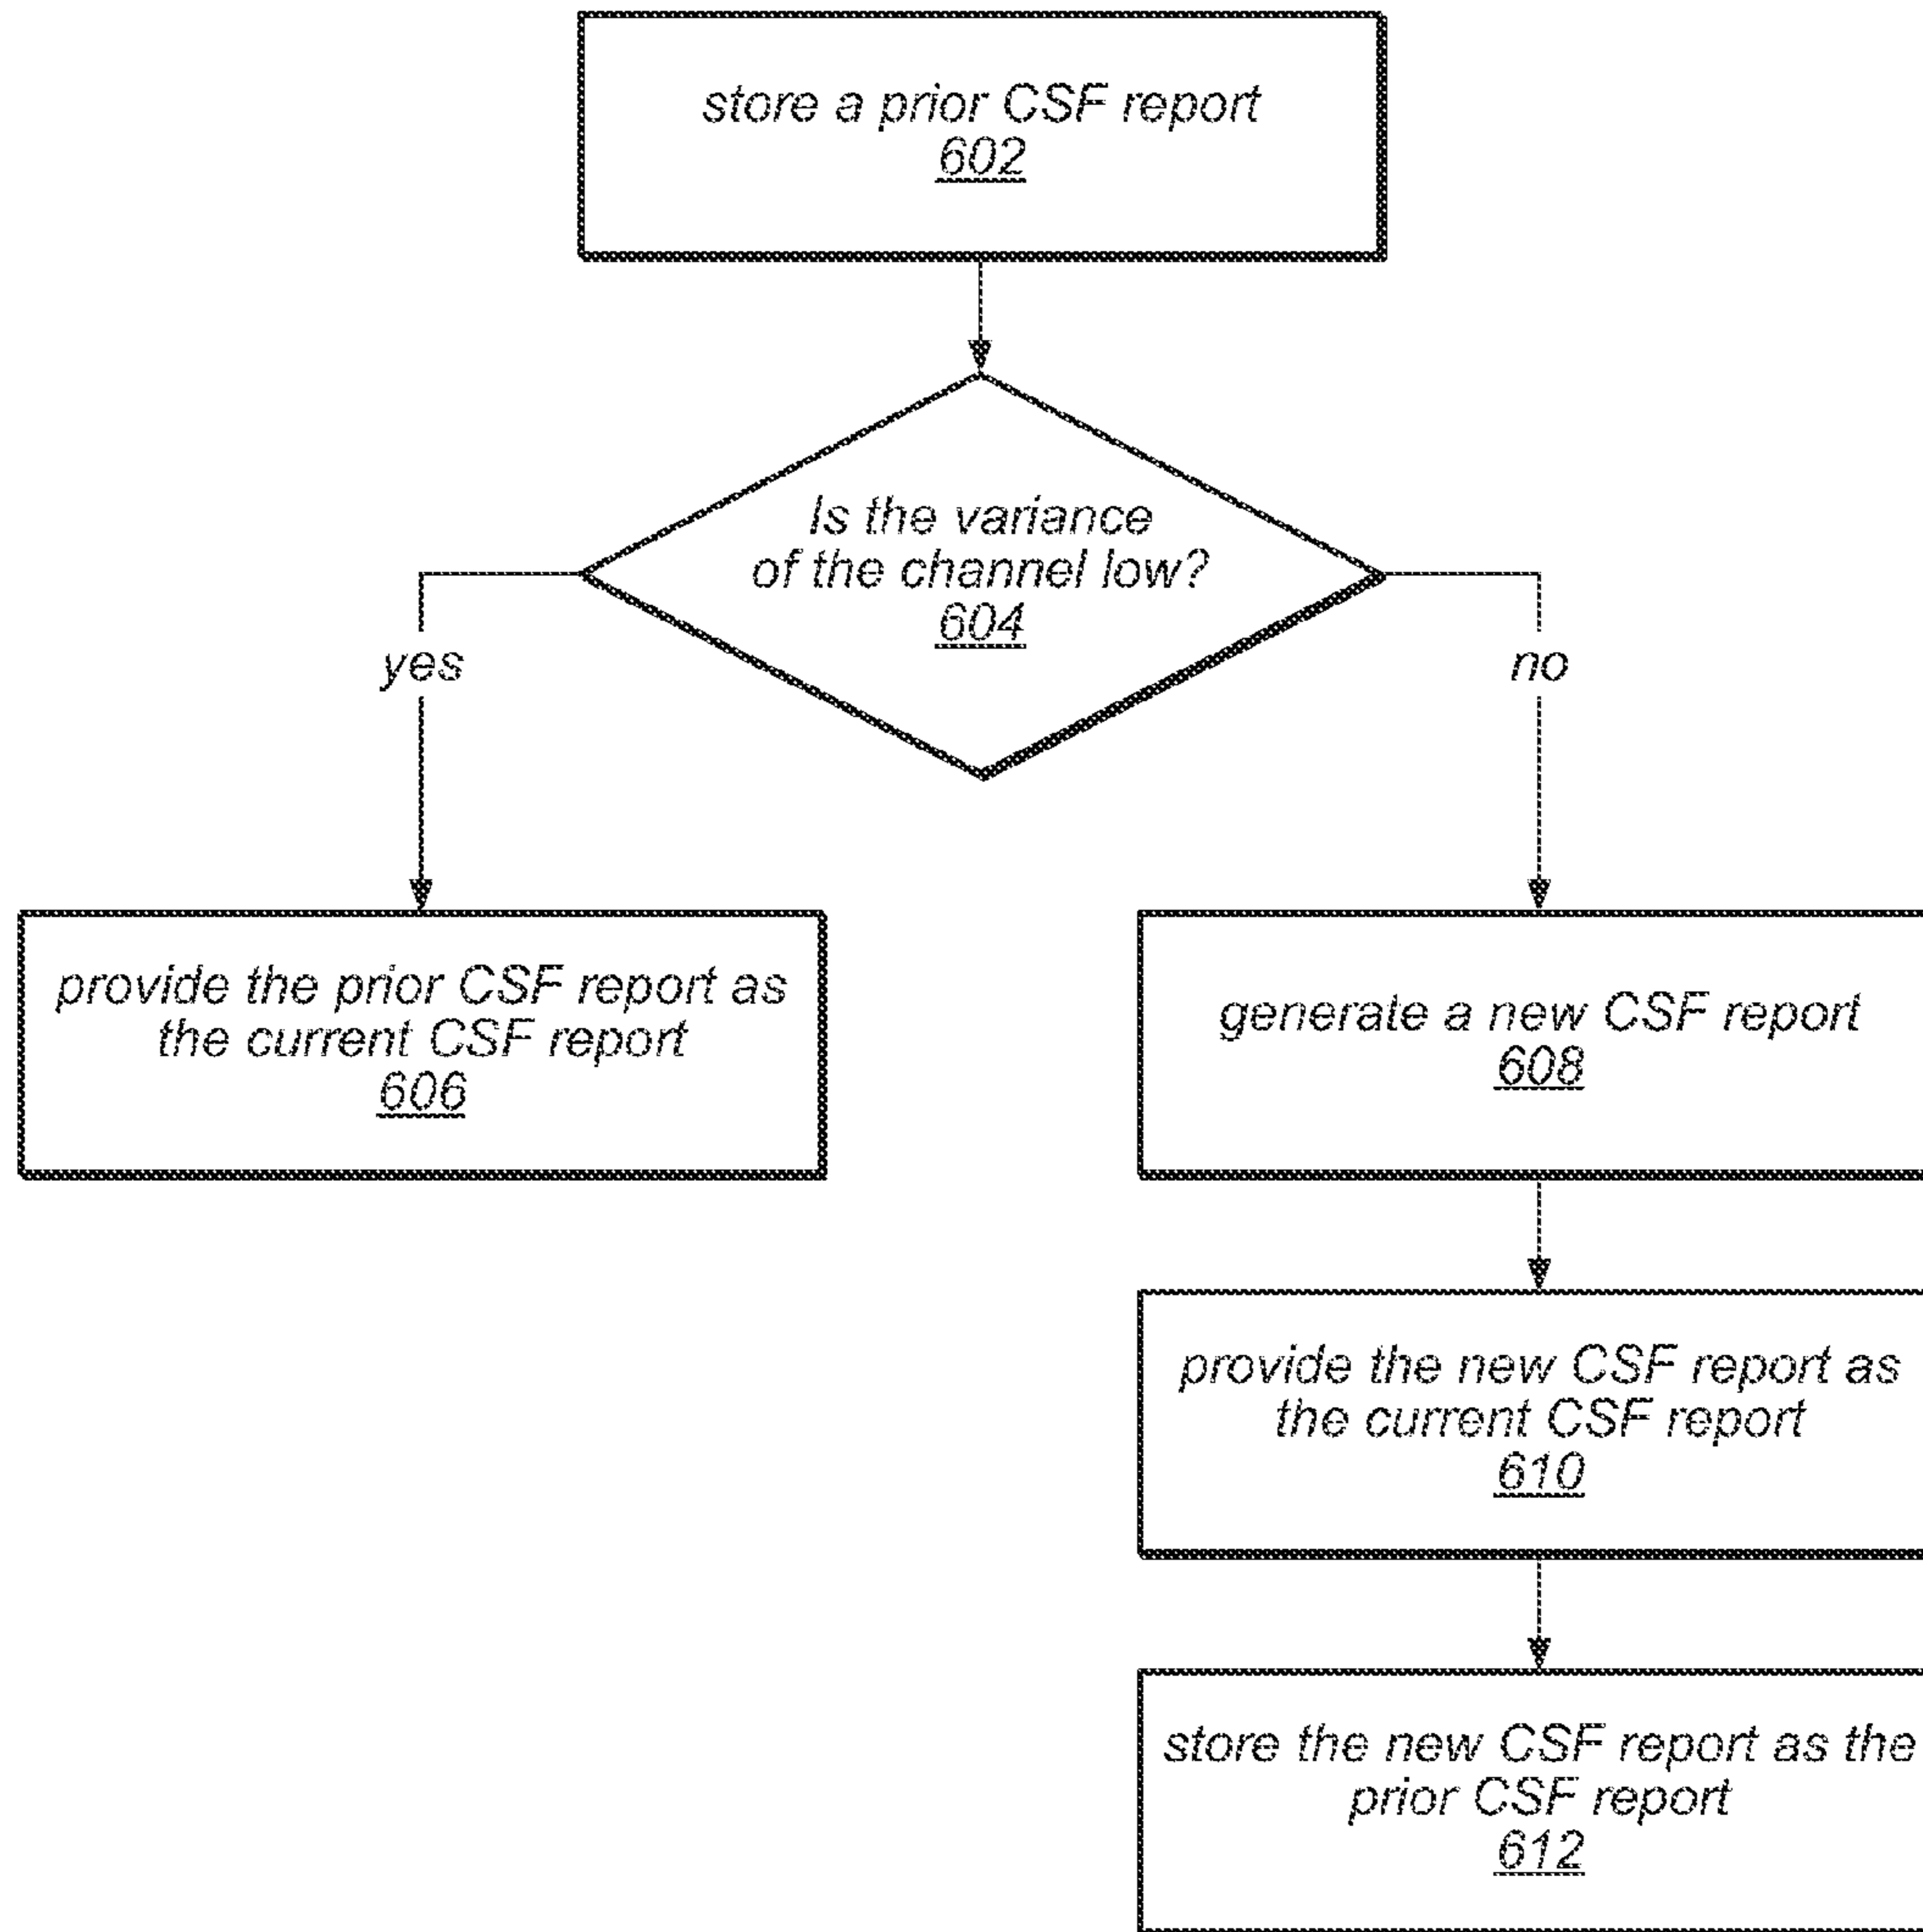 store a prior CSF report
602
Is the variance
of the channel low?
604
yes
no
provide the prior CSF report as
the current CSF report
606
generate a new CSF report
608
provide the new CSF report as
the current CSF report
610
store the new CSF report as the
prior CSF report
612